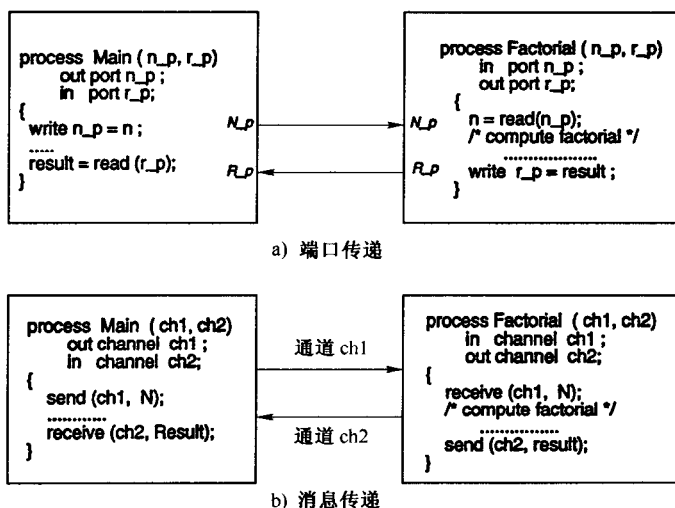 process Main ( n_p, r_p)
out port n_p ;
in port r_p;
{
write n_p = n ;
.....
result = read (r_p);
}
N_p
R_p
process Factorial ( n_p, r_p)
in port n_p ;
out port r_p;
{
n = read(n_p);
/* compute factorial */
....................
write r_p = result ;
}
N_p
R_p
a) 端口传递
process Main ( ch1, ch2)
out channel ch1 ;
in channel ch2;
{
send (ch1, N);
............
receive (ch2, Result);
}
通道 ch1
通道 ch2
process Factorial ( ch1, ch2)
in channel ch1 ;
out channel ch2;
{
receive (ch1, N);
/* compute factorial */
.................
send (ch2, result);
}
b) 消息传递